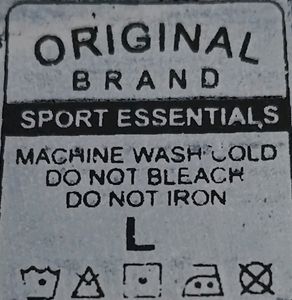 ORIGINAL
BRAND
SPORT ESSENTIALS
MACHINE WASH COLD
DO NOT BLEACH
DO NOT IRON
L